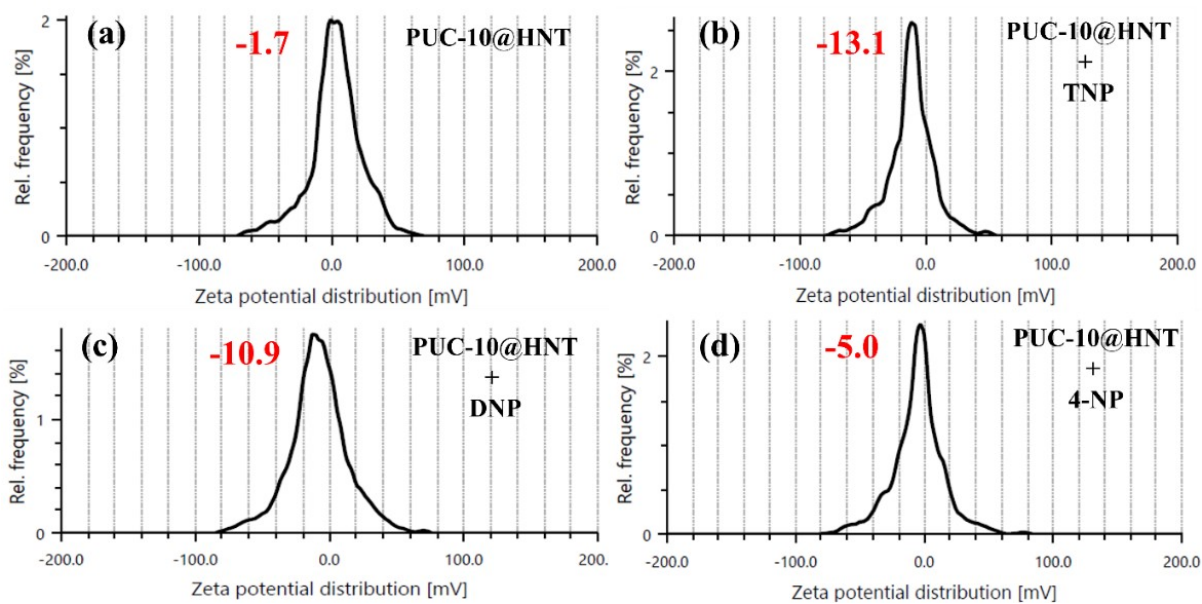 (a)
-1.7
PUC-10@HNT
Rel. frequency [%]
2
0
-200.0 -100.0 0.0 100.0 200.0
Zeta potential distribution [mV]
(b)
-13.1
PUC-10@HNT
+
TNP
Rel. frequency [%]
2
0
-200.0 -100.0 0.0 100.0 200.0
Zeta potential distribution [mV]
(c)
-10.9
PUC-10@HNT
+
DNP
Rel. frequency [%]
1
0
-200.0 -100.0 0.0 100.0 200.
Zeta potential distribution [mV]
(d)
-5.0
PUC-10@HNT
+
4-NP
Rel. frequency [%]
2
0
-200.0 -100.0 0.0 100.0 200.0
Zeta potential distribution [mV]